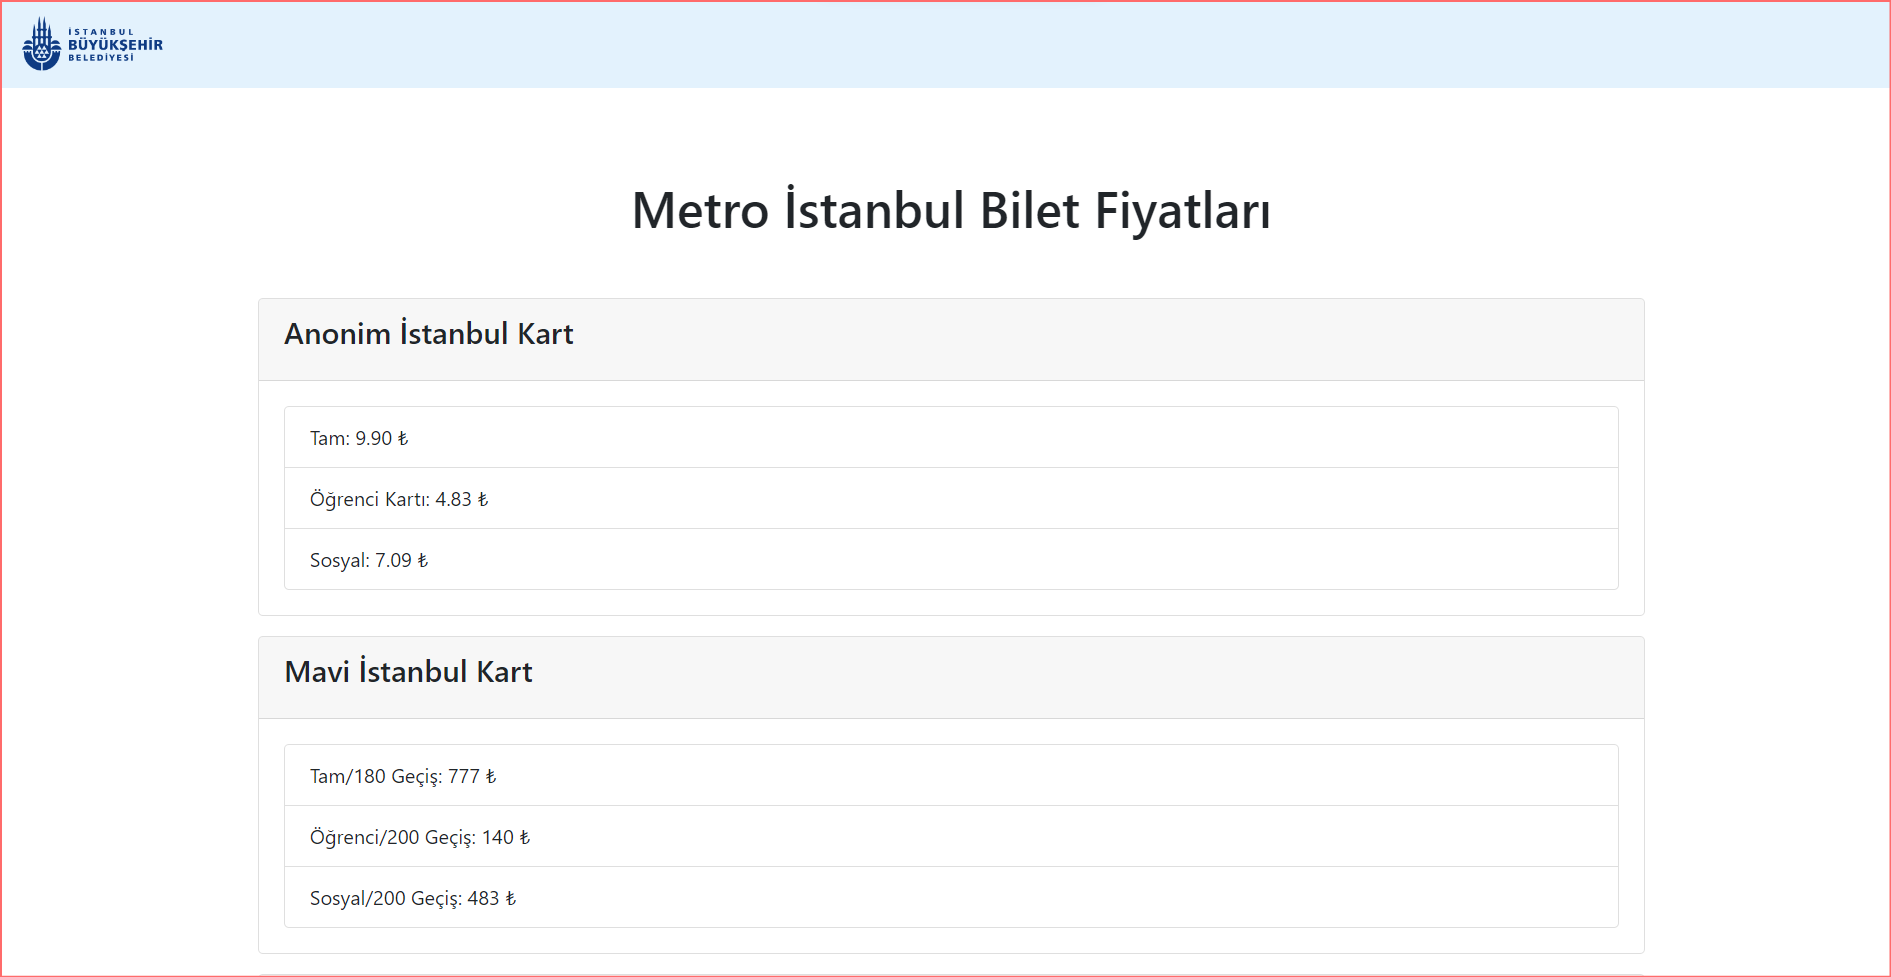 İSTANBUL
BÜYÜKŞEHİR
BELEDİYESİ
Metro İstanbul Bilet Fiyatları
Anonim İstanbul Kart
Tam: 9.90 ₺
Öğrenci Kartı: 4.83 ₺
Sosyal: 7.09 ₺
Mavi İstanbul Kart
Tam/180 Geçiş: 777 ₺
Öğrenci/200 Geçiş: 140 ₺
Sosyal/200 Geçiş: 483 ₺